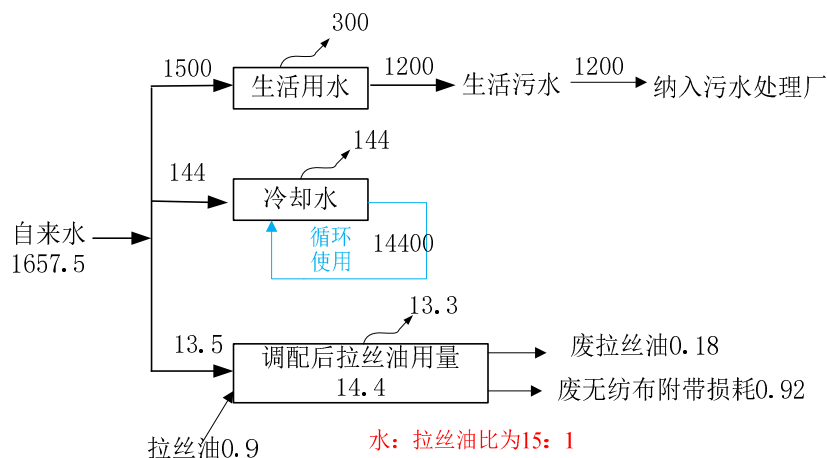 300
1500
生活用水
1200
生活污水
1200
纳入污水处理厂
144
144
冷却水
循环
使用
14400
自来水
1657.5
13.3
13.5
调配后拉丝油用量
14.4
废拉丝油0.18
废无纺布附带损耗0.92
拉丝油0.9
水：拉丝油比为15：1